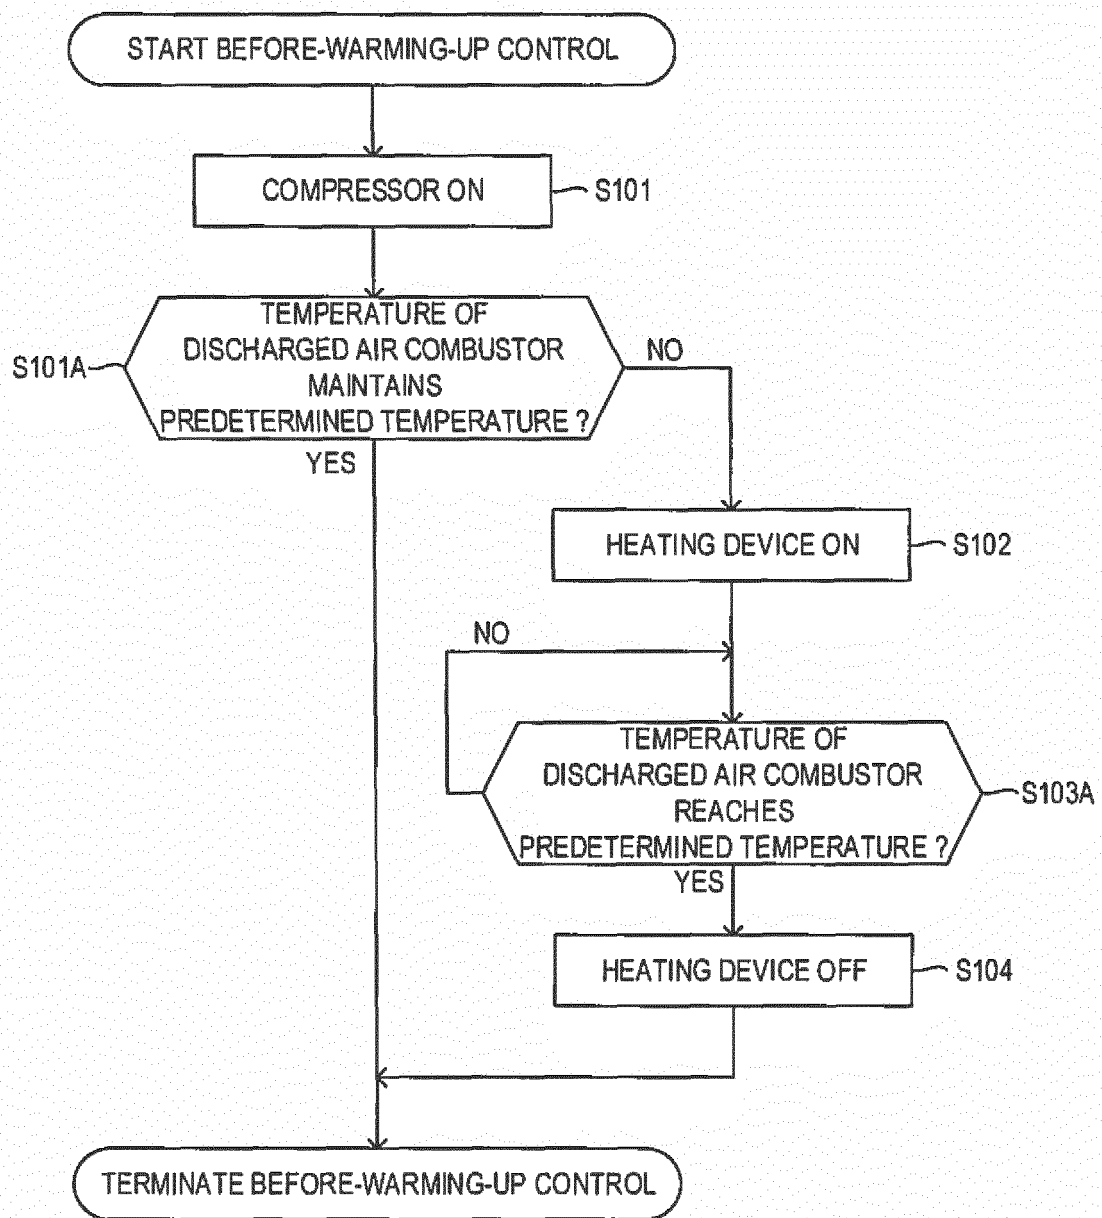 START BEFORE-WARMING-UP CONTROL
COMPRESSOR ON
S101
TEMPERATURE OF
DISCHARGED AIR COMBUSTOR
MAINTAINS
PREDETERMINED TEMPERATURE ?
S101A
NO
YES
HEATING DEVICE ON
S102
NO
TEMPERATURE OF
DISCHARGED AIR COMBUSTOR
REACHES
PREDETERMINED TEMPERATURE ?
S103A
YES
HEATING DEVICE OFF
S104
TERMINATE BEFORE-WARMING-UP CONTROL